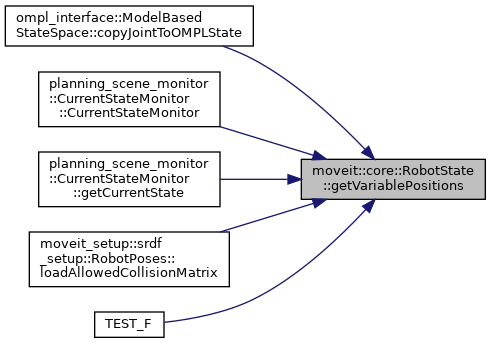 ompl_interface::ModelBased
StateSpace::copyJointToOMPLState
planning_scene_monitor
::CurrentStateMonitor
::CurrentStateMonitor
planning_scene_monitor
::CurrentStateMonitor
::getCurrentState
moveit_setup::srdf
_setup::RobotPoses::
loadAllowedCollisionMatrix
TEST_F
moveit::core::RobotState
::getVariablePositions